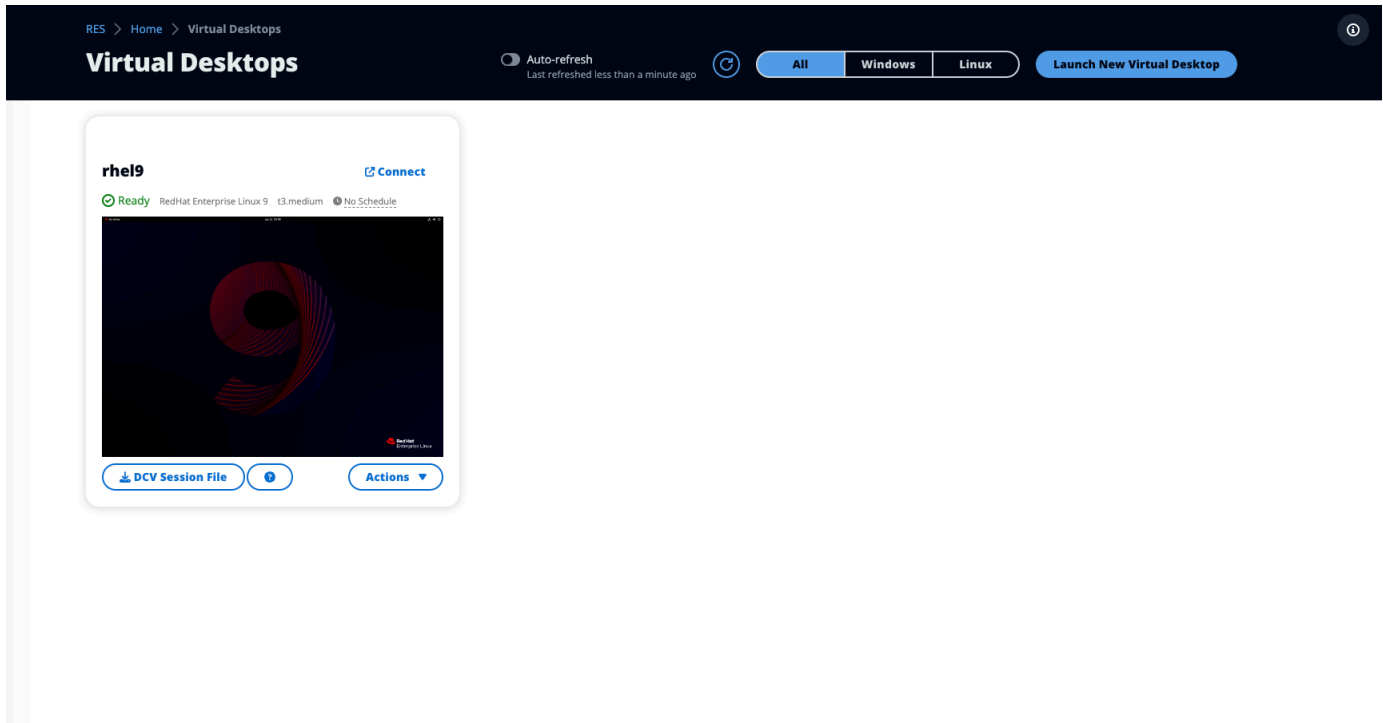 RES > Home > Virtual Desktops
Virtual Desktops
Auto-refresh
Last refreshed less than a minute ago
All
Windows
Linux
Launch New Virtual Desktop
rhel9
Connect
Ready
RedHat Enterprise Linux 9
t3.medium
No Schedule
Red Hat
Enterprise Linux
DCV Session File
Actions